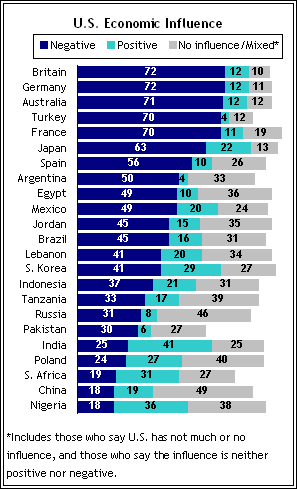 U.S. Economic Influence
Negative Positive No influence/Mixed*
Britain 72 12 10
Germany 72 12 11
Australia 71 12 12
Turkey 70 4 12
France 70 11 19
Japan 63 22 13
Spain 56 10 26
Argentina 50 4 33
Egypt 49 10 36
Mexico 49 20 24
Jordan 45 15 35
Brazil 45 16 31
Lebanon 41 20 34
S. Korea 41 29 27
Indonesia 37 21 31
Tanzania 33 17 39
Russia 31 8 46
Pakistan 30 6 27
India 25 41 25
Poland 24 27 40
S. Africa 19 31 27
China 18 19 49
Nigeria 18 36 38
*Includes those who say U.S. has not much or no
influence, and those who say the influence is neither
positive nor negative.